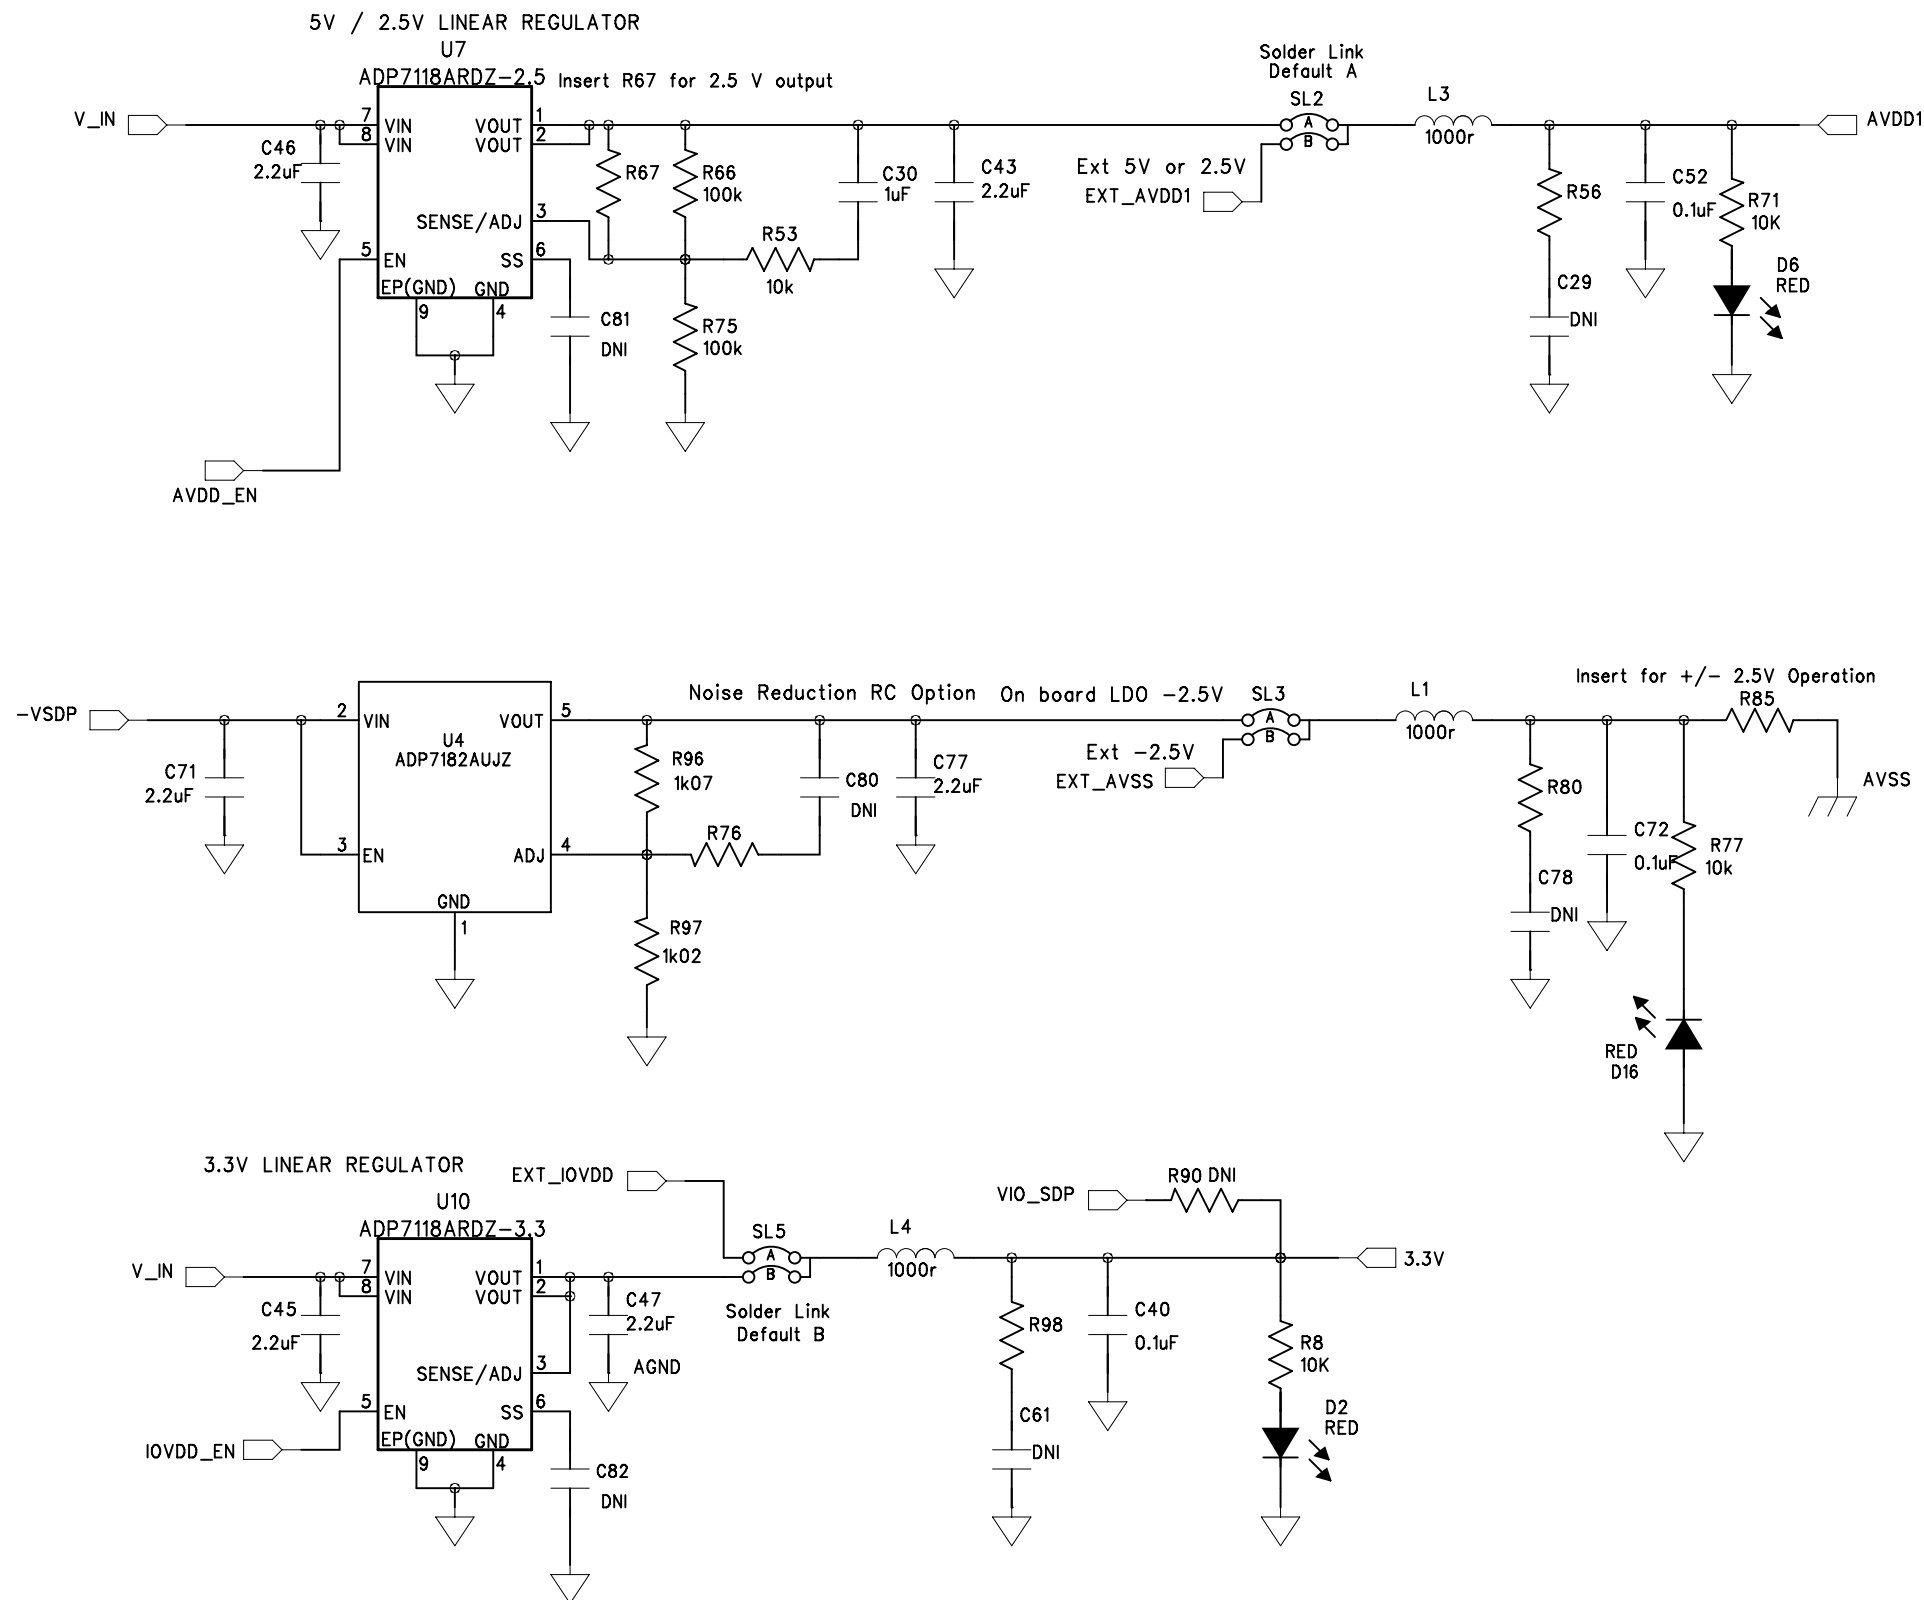 5V / 2.5V LINEAR REGULATOR
U7
ADP7118ARDZ-2.5
Insert R67 for 2.5 V output
V_IN
7
8
VIN
VIN
VOUT
VOUT
1
2
C46
2.2uF
SENSE/ADJ
3
5
EN
SS
6
EP(GND)
GND
9
4
AVDD_EN
C81
DNI
R67
R66
100k
R53
10k
R75
100k
C30
1uF
C43
2.2uF
Solder Link
Default A
SL2
A
B
Ext 5V or 2.5V
EXT_AVDD1
L3
1000r
AVDD1
R56
C29
DNI
C52
0.1uF
R71
10K
D6
RED
-VSDP
2
VIN
VOUT
5
U4
ADP7182AUJZ
C71
2.2uF
3
EN
ADJ
4
GND
1
Noise Reduction RC Option
On board LDO -2.5V
R96
1k07
R76
C80
DNI
C77
2.2uF
R97
1k02
SL3
A
B
Ext -2.5V
EXT_AVSS
L1
1000r
Insert for +/- 2.5V Operation
R85
AVSS
R80
C78
DNI
C72
0.1uF
R77
10k
RED
D16
3.3V LINEAR REGULATOR
U10
ADP7118ARDZ-3.3
V_IN
7
8
VIN
VIN
VOUT
VOUT
1
2
C45
2.2uF
SENSE/ADJ
3
5
EN
SS
6
EP(GND)
GND
9
4
IOVDD_EN
C82
DNI
C47
2.2uF
AGND
EXT_IOVDD
SL5
A
B
Solder Link
Default B
L4
1000r
VIO_SDP
R90 DNI
3.3V
R98
C61
DNI
C40
0.1uF
R8
10K
D2
RED